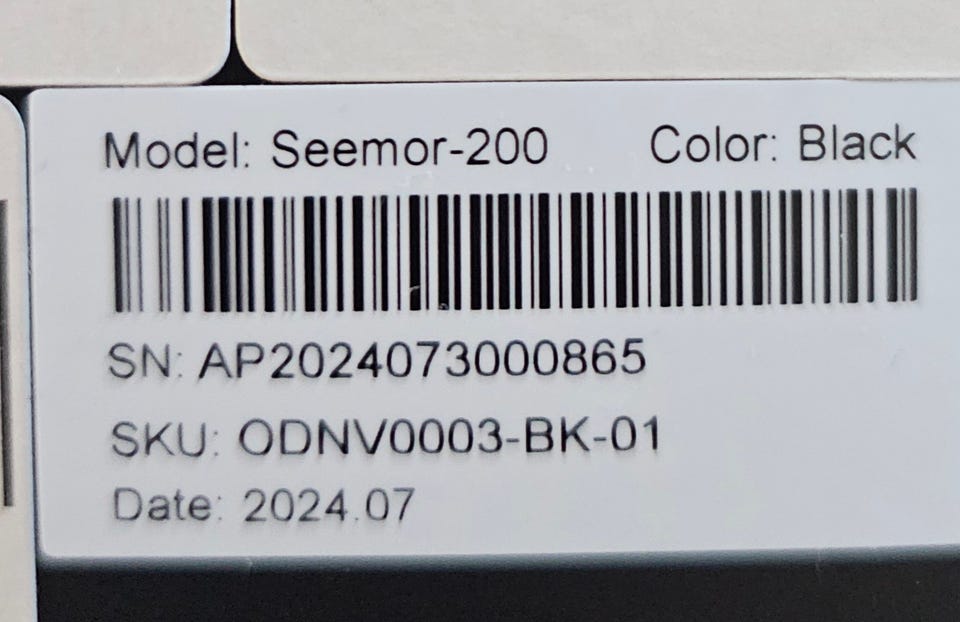 Model: Seemor-200 Color: Black
SN: AP2024073000865
SKU: ODNV0003-BK-01
Date: 2024.07